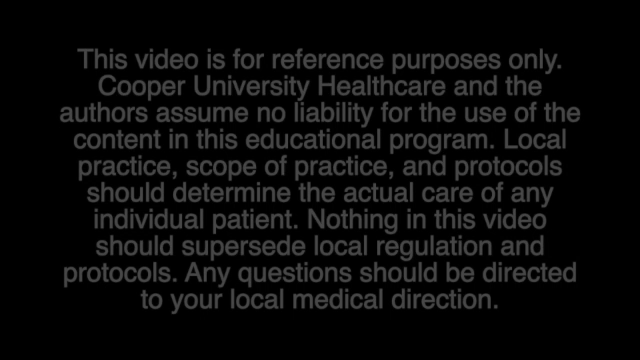 This video is for reference purposes only.
Cooper University Healthcare and the
authors assume no liability for the use of the
content in this educational program. Local
practice, scope of practice, and protocols
should determine the actual care of any
individual patient. Nothing in this video
should supersede local regulation and
protocols. Any questions should be directed
to your local medical direction.